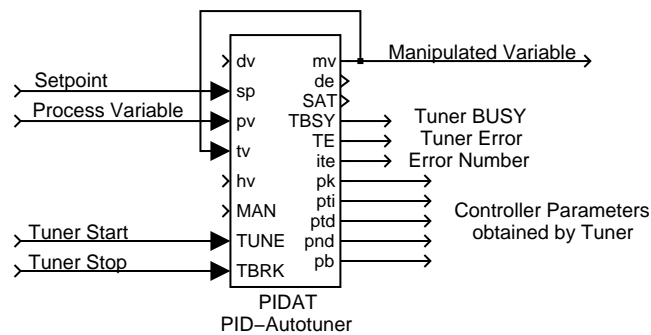 dv
mv
Manipulated Variable
Setpoint
sp
de
SAT
Process Variable
pv
TBSY
Tuner BUSY
TE
Tuner Error
tv
ite
Error Number
hv
pk
pti
MAN
ptd
Controller Parameters
obtained by Tuner
Tuner Start
TUNE
pnd
Tuner Stop
TBRK
pb
PIDAT
PID–Autotuner